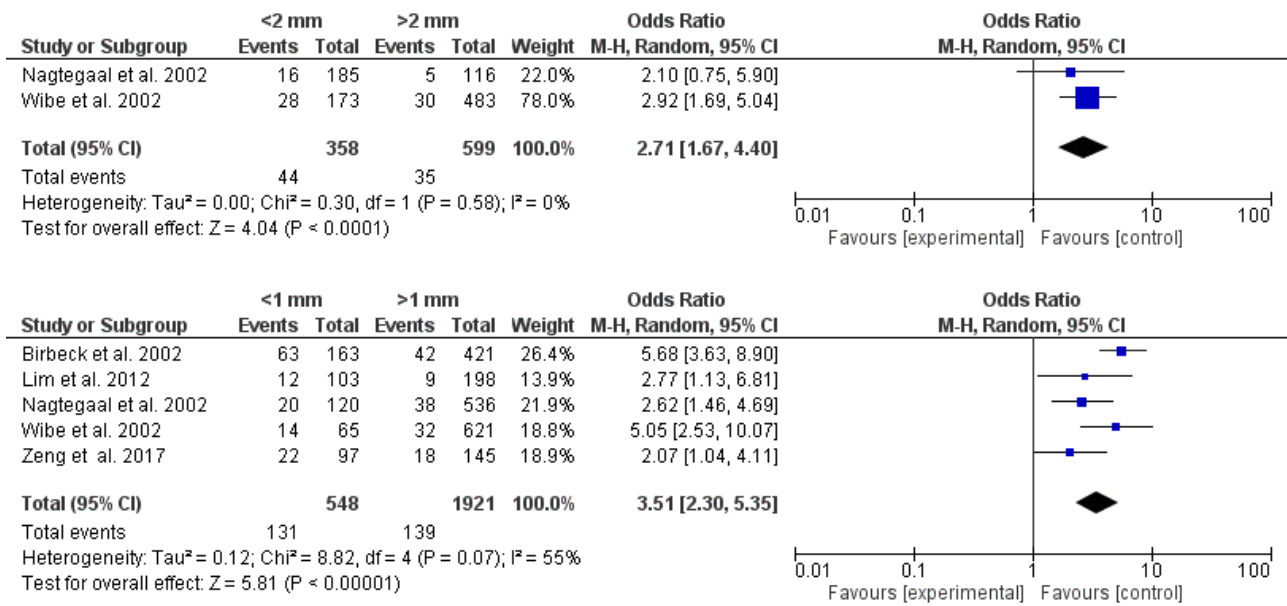 <2 mm >2 mm Odds Ratio Odds Ratio
Study or Subgroup Events Total Events Total Weight M-H, Random, 95% CI M-H, Random, 95% CI
Nagtegaal et al. 2002 16 185 5 116 22.0% 2.10 [0.75, 5.90]
Wibe et al. 2002 28 173 30 483 78.0% 2.92 [1.69, 5.04]
Total (95% CI) 358 599 100.0% 2.71 [1.67, 4.40]
Total events 44 35
Heterogeneity: Tau² = 0.00; Chi² = 0.30, df = 1 (P = 0.58); I² = 0%
Test for overall effect: Z = 4.04 (P < 0.0001)
0.01 0.1 1 10 100
Favours [experimental] Favours [control]
<1 mm >1 mm Odds Ratio Odds Ratio
Study or Subgroup Events Total Events Total Weight M-H, Random, 95% CI M-H, Random, 95% CI
Birbeck et al. 2002 63 163 42 421 26.4% 5.68 [3.63, 8.90]
Lim et al. 2012 12 103 9 198 13.9% 2.77 [1.13, 6.81]
Nagtegaal et al. 2002 20 120 38 536 21.9% 2.62 [1.46, 4.69]
Wibe et al. 2002 14 65 32 621 18.8% 5.05 [2.53, 10.07]
Zeng et al. 2017 22 97 18 145 18.9% 2.07 [1.04, 4.11]
Total (95% CI) 548 1921 100.0% 3.51 [2.30, 5.35]
Total events 131 139
Heterogeneity: Tau² = 0.12; Chi² = 8.82, df = 4 (P = 0.07); I² = 55%
Test for overall effect: Z = 5.81 (P < 0.00001)
0.01 0.1 1 10 100
Favours [experimental] Favours [control]